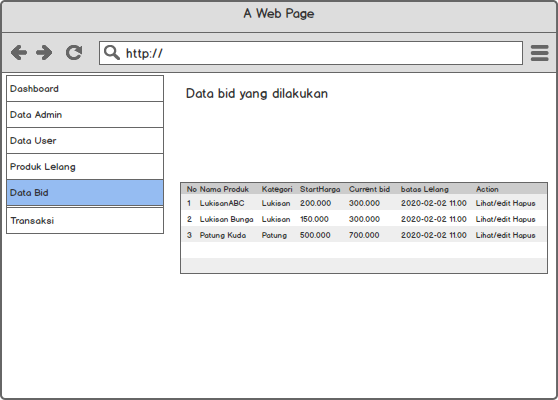 A Web Page
http://
Dashboard
Data Admin
Data User
Produk Lelang
Data Bid
Transaksi
Data bid yang dilakukan
No Nama Produk Kategori StartHarga Current bid batas Lelang Action
1 LukisanABC Lukisan 200.000 300.000 2020-02-02 11.00 Lihat/edit Hapus
2 Lukisan Bunga Lukisan 150.000 300.000 2020-02-02 11.00 Lihat/edit Hapus
3 Patung Kuda Patung 500.000 700.000 2020-02-02 11.00 Lihat/edit Hapus